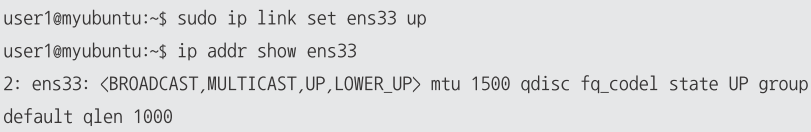 user1@myubuntu:~$ sudo ip link set ens33 up
user1@myubuntu:~$ ip addr show ens33
2: ens33: <BROADCAST,MULTICAST,UP,LOWER_UP> mtu 1500 qdisc fq_codel state UP group
default qlen 1000